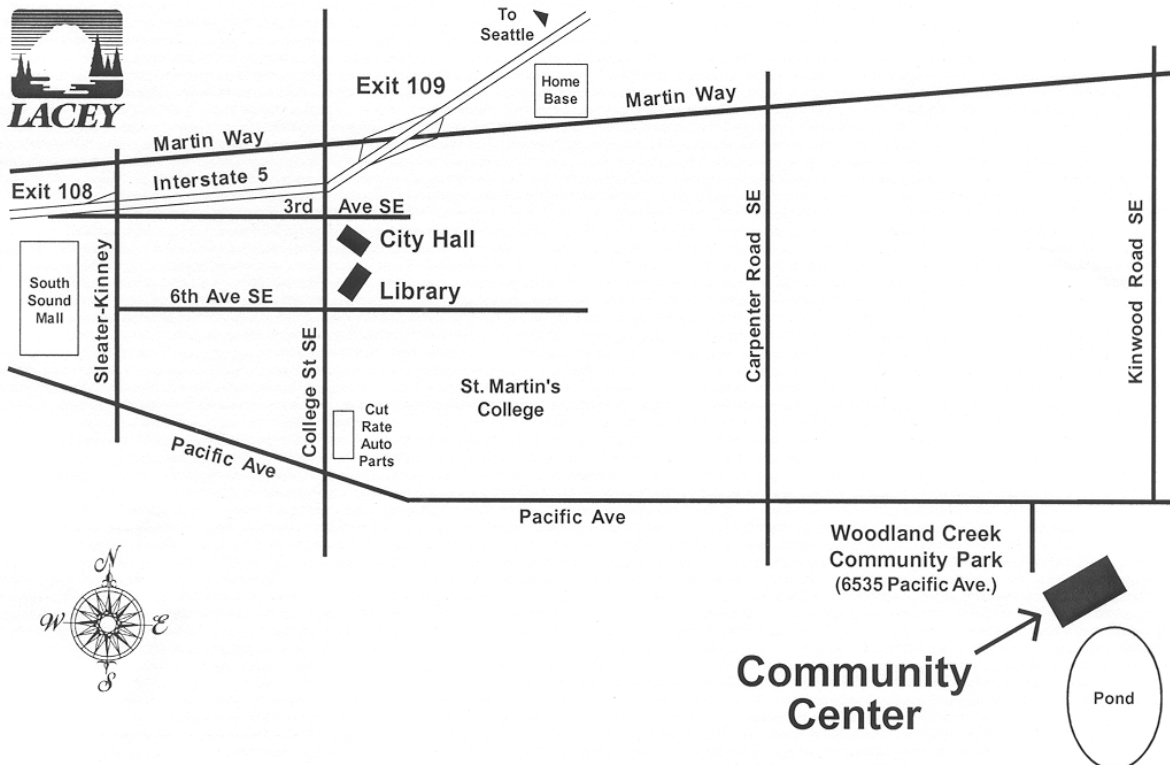 To
Seattle
Exit 109
Home
Base
Martin Way
LACEY
Martin Way
Interstate 5
Exit 108
3rd Ave SE
City Hall
Library
6th Ave SE
South
Sound
Mall
Sleater-Kinney
College St SE
Carpenter Road SE
Kinwood Road SE
St. Martin's
College
Cut
Rate
Auto
Parts
Pacific Ave
Pacific Ave
Woodland Creek
Community Park
(6535 Pacific Ave.)
N
W
E
S
Community
Center
Pond